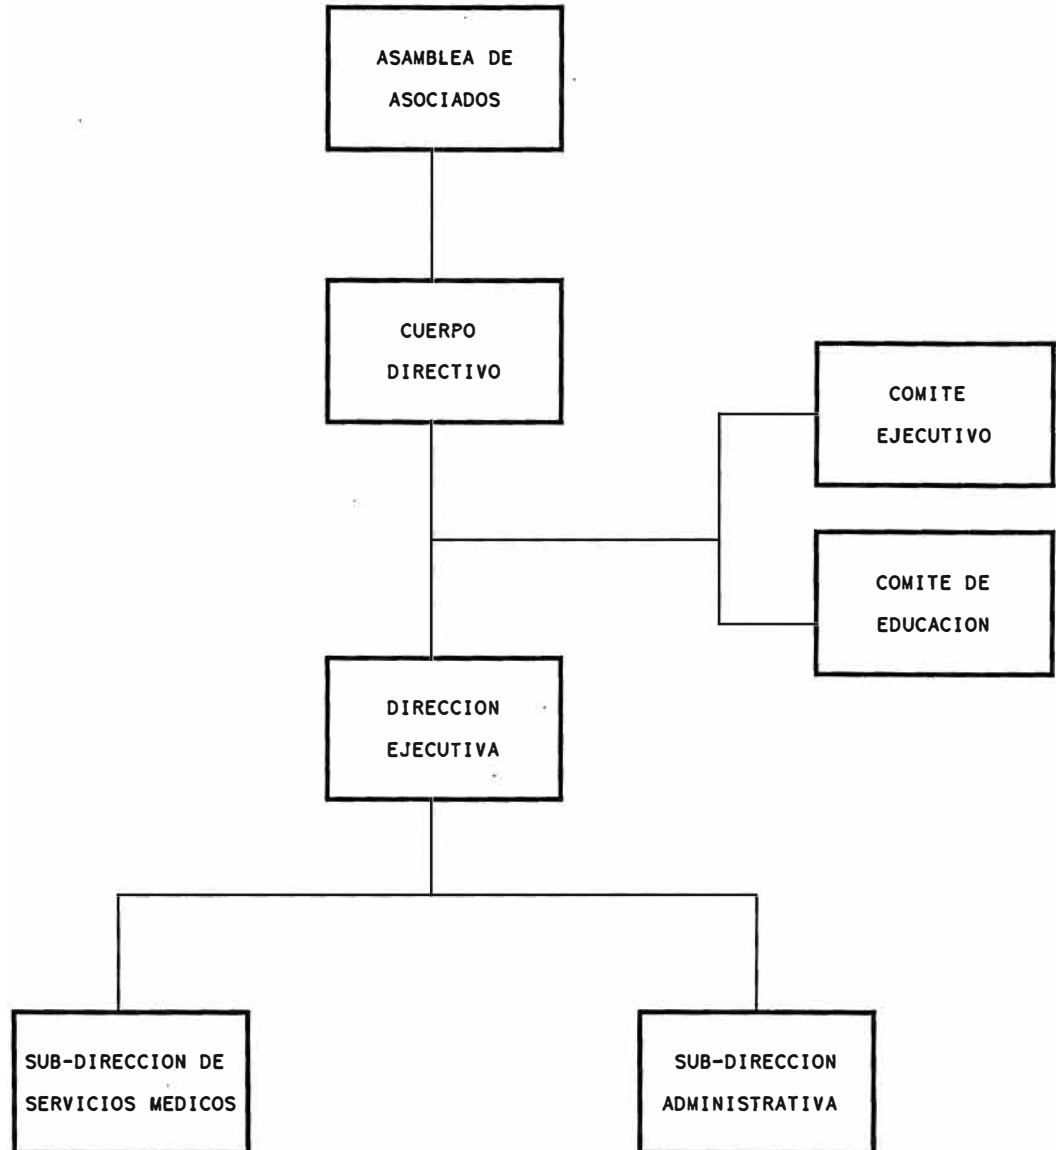 ASAMBLEA DE
ASOCIADOS
CUERPO
DIRECTIVO
COMITE
EJECUTIVO
COMITE DE
EDUCACION
DIRECCION
EJECUTIVA
SUB-DIRECCION DE
SERVICIOS MEDICOS
SUB-DIRECCION
ADMINISTRATIVA